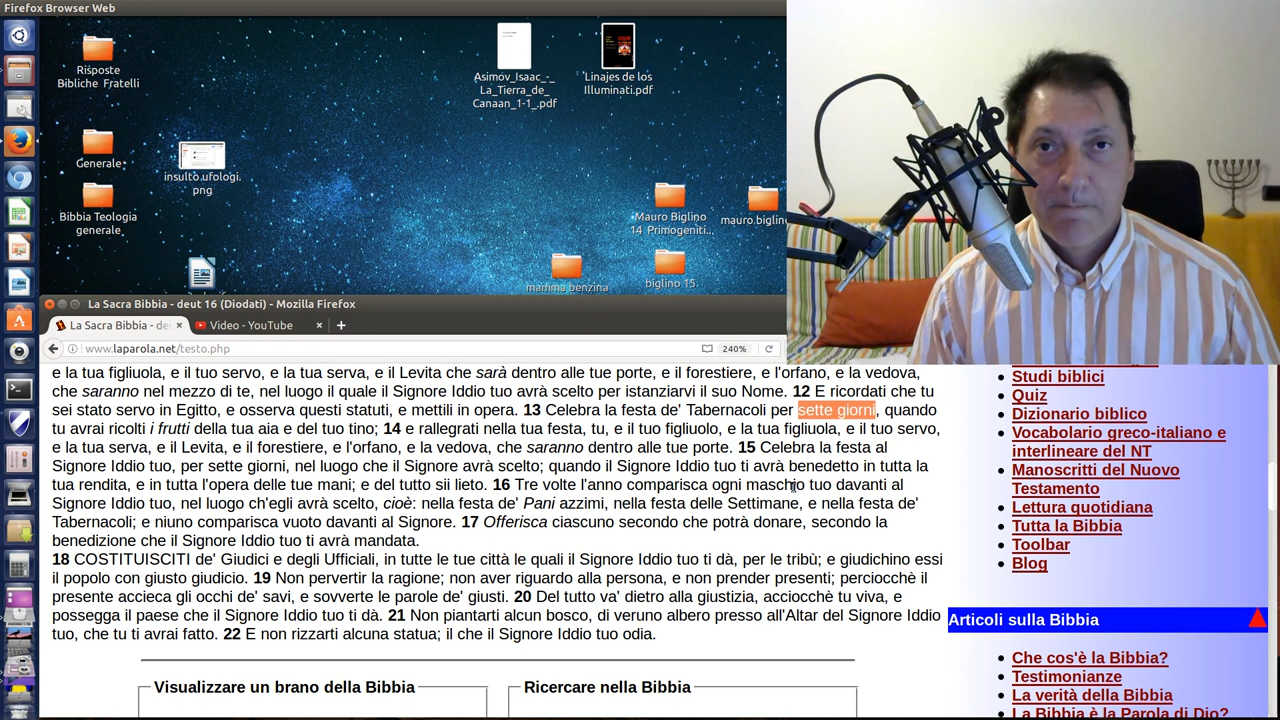 Firefox Browser Web
Risposte
Bibliche Fratelli
Asimov_Isaac_-_
La_Tierra_de_
Canaan_1-1_.pdf
Linajes de los
Illuminati.pdf
Generale
insulto.ufologi.
png
Bibbia Teologia
generale
Mauro Biglino
14 Primogeniti...
mauro.biglino
mamma benzina
biglino 15.
La Sacra Bibbia - deut 16 (Diodati) - Mozilla Firefox
La Sacra Bibbia - deu
Video - YouTube
www.laparola.net/testo.php
240%
e la tua figliuola, e il tuo servo, e la tua serva, e il Levita che sarà dentro alle tue porte, e il forestiere, e l'orfano, e la vedova,
che saranno nel mezzo di te, nel luogo il quale il Signore Iddio tuo avrà scelto per istanziarvi il suo Nome. 12 E ricordati che tu
sei stato servo in Egitto, e osserva questi statuti, e mettili in opera. 13 Celebra la festa de' Tabernacoli per sette giorni, quando
tu avrai ricolti i frutti della tua aia e del tuo tino; 14 e rallegrati nella tua festa, tu, e il tuo figliuolo, e la tua figliuola, e il tuo servo,
e la tua serva, e il Levita, e il forestiere, e l'orfano, e la vedova, che saranno dentro alle tue porte. 15 Celebra la festa al
Signore Iddio tuo, per sette giorni, nel luogo che il Signore avrà scelto; quando il Signore Iddio tuo ti avrà benedetto in tutta la
tua rendita, e in tutta l'opera delle tue mani; e del tutto sii lieto. 16 Tre volte l'anno comparisca ogni maschio tuo davanti al
Signore Iddio tuo, nel luogo ch'egli avrà scelto, cioè: nella festa de' Pani azzimi, nella festa delle Settimane, e nella festa de'
Tabernacoli; e niuno comparisca vuoto davanti al Signore. 17 Offerisca ciascuno secondo che potrà donare, secondo la
benedizione che il Signore Iddio tuo ti avrà mandata.
18 COSTITUISCITI de' Giudici e degli Ufficiali, in tutte le tue città le quali il Signore Iddio tuo ti dà, per le tribù; e giudichino essi
il popolo con giusto giudicio. 19 Non pervertir la ragione; non aver riguardo alla persona, e non prender presenti; perciocchè il
presente accieca gli occhi de' savi, e sovverte le parole de' giusti. 20 Del tutto va' dietro alla giustizia, acciocchè tu viva, e
possegga il paese che il Signore Iddio tuo ti dà. 21 Non piantarti alcun bosco, di veruno albero presso all'Altar del Signore Iddio
tuo, che tu ti avrai fatto. 22 E non rizzarti alcuna statua; il che il Signore Iddio tuo odia.
Visualizzare un brano della Bibbia
Ricercare nella Bibbia
Studi biblici
Quiz
Dizionario biblico
Vocabolario greco-italiano e
interlineare del NT
Manoscritti del Nuovo
Testamento
Lettura quotidiana
Tutta la Bibbia
Toolbar
Blog
Articoli sulla Bibbia
Che cos'è la Bibbia?
Testimonianze
La verità della Bibbia
La Bibbia è la Parola di Dio?